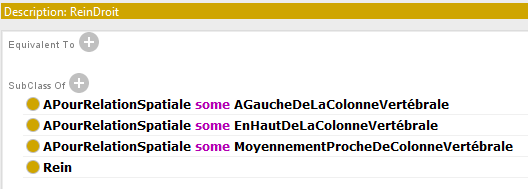 Description: ReinDroit
Equivalent To
SubClass Of
APourRelationSpatiale some AGaucheDeLaColonneVertébrale
APourRelationSpatiale some EnHautDeLaColonneVertébrale
APourRelationSpatiale some MoyennementProcheDeColonneVertébrale
Rein